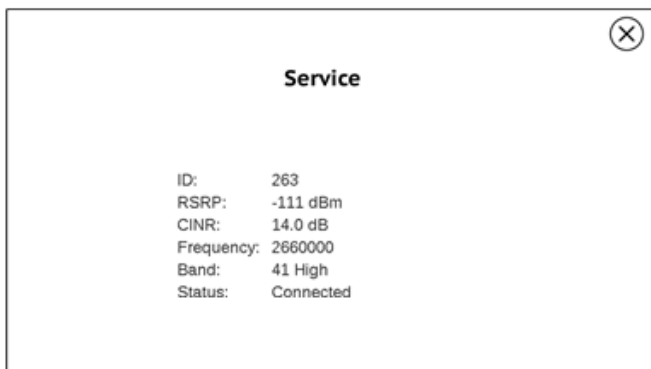 Service
ID: 263
RSRP: -111 dBm
CINR: 14.0 dB
Frequency: 2660000
Band: 41 High
Status: Connected